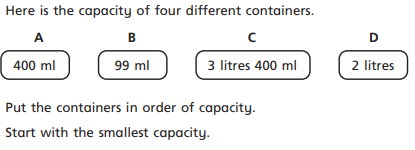 Here is the capacity of four different containers.
A B C D
400 ml 99 ml 3 litres 400 ml 2 litres
Put the containers in order of capacity.
Start with the smallest capacity.